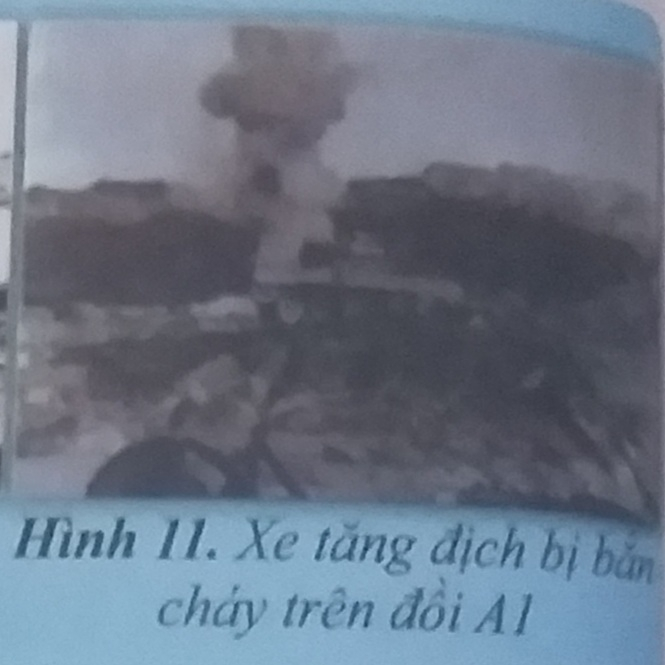 Hình 11. Xe tăng địch bị bắn
cháy trên đồi A1